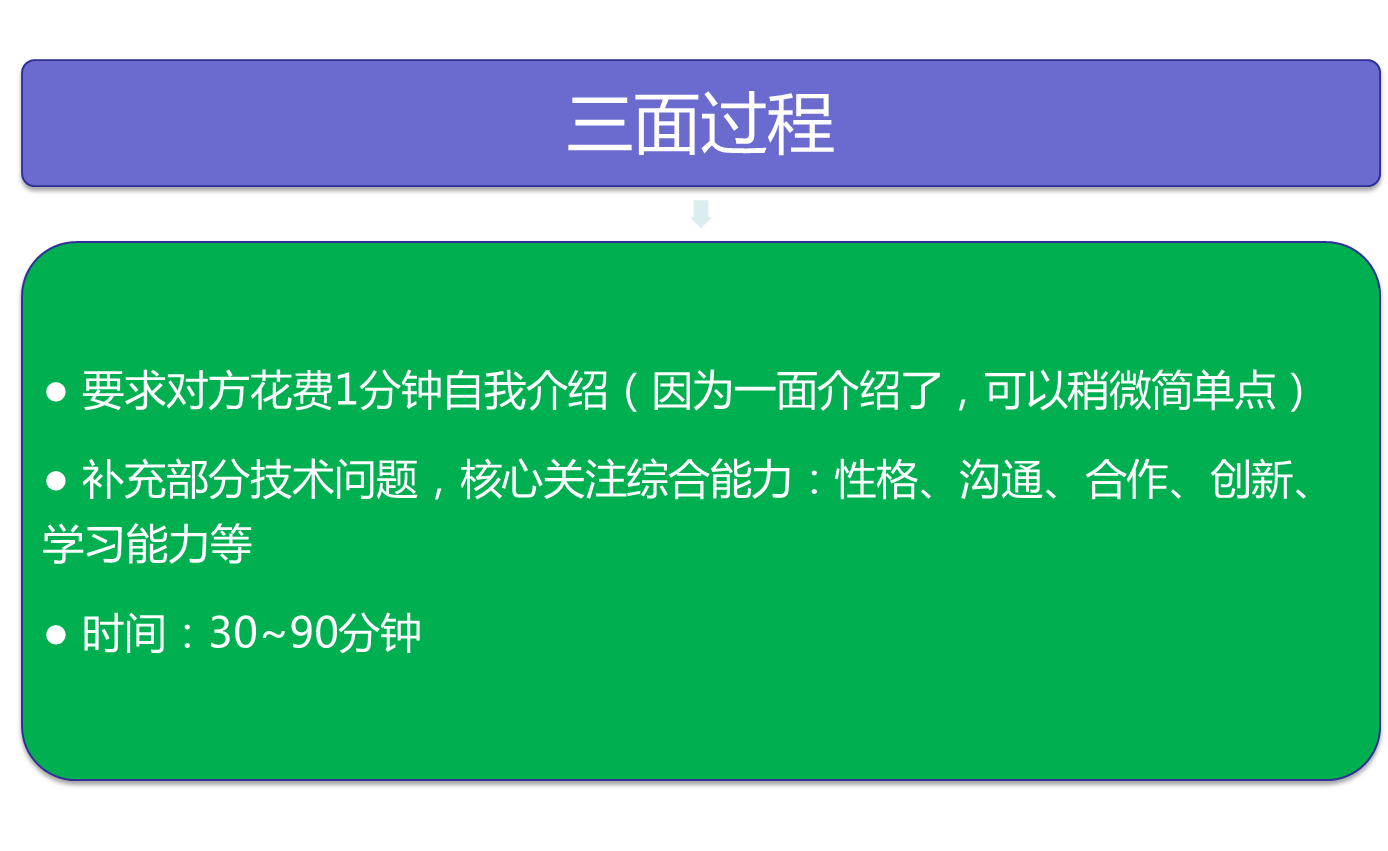 三面过程
● 要求对方花费1分钟自我介绍（因为一面介绍了，可以稍微简单点）
● 补充部分技术问题，核心关注综合能力：性格、沟通、合作、创新、
学习能力等
● 时间：30~90分钟